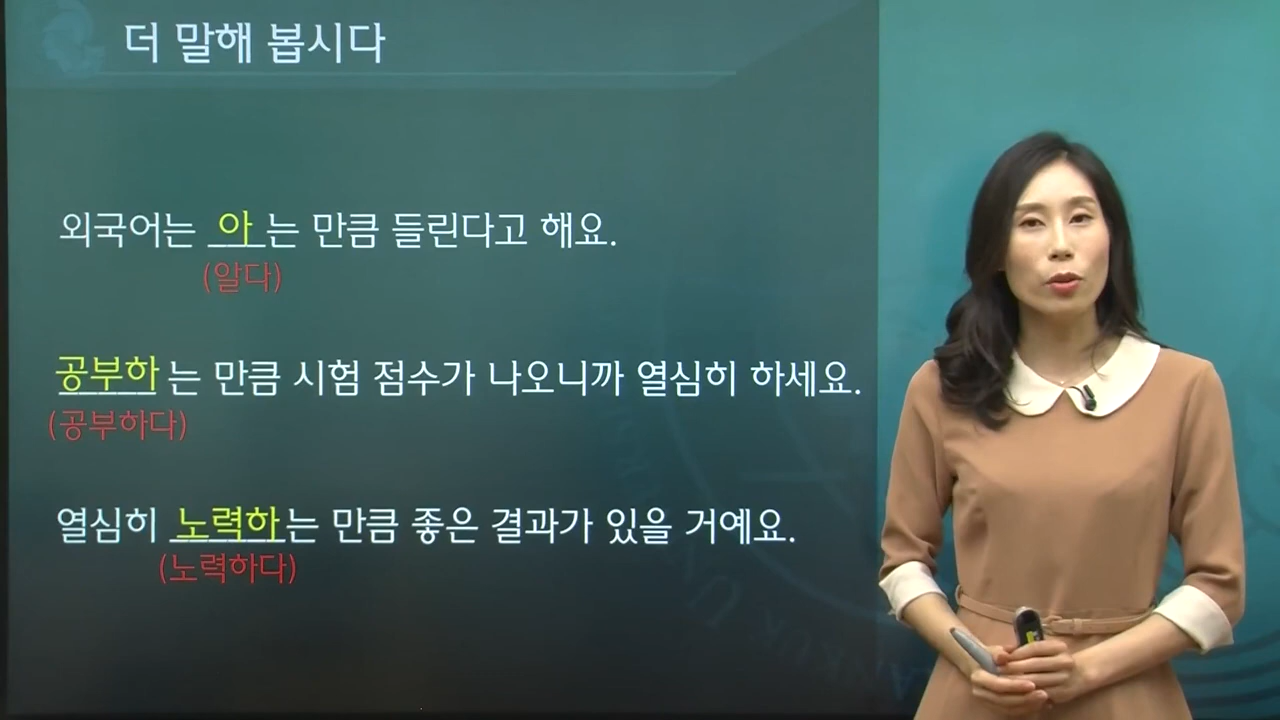 더 말해 봅시다
외국어는 아는 만큼 들린다고 해요.
(알다)
공부하는 만큼 시험 점수가 나오니까 열심히 하세요.
(공부하다)
열심히 노력하는 만큼 좋은 결과가 있을 거예요.
(노력하다)